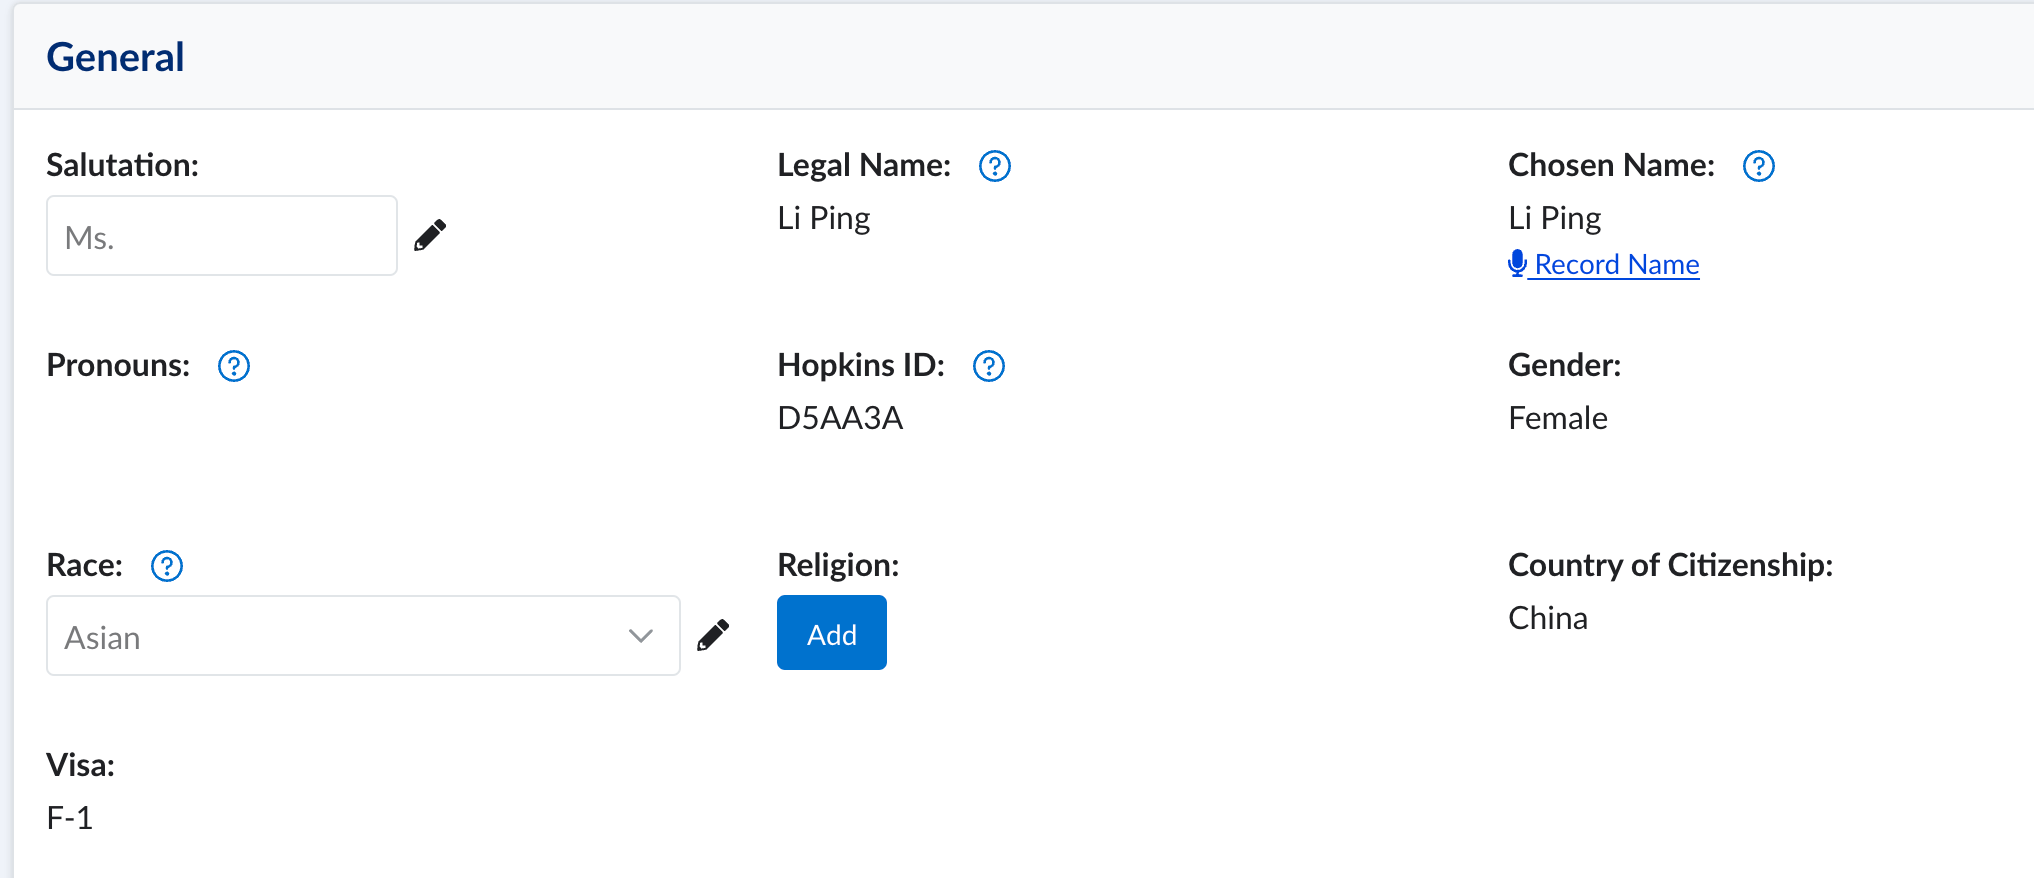 General
Salutation:
Ms.
Legal Name:
Li Ping
Chosen Name:
Li Ping
Record Name
Pronouns:
Hopkins ID:
D5AA3A
Gender:
Female
Race:
Asian
Religion:
Add
Country of Citizenship:
China
Visa:
F-1